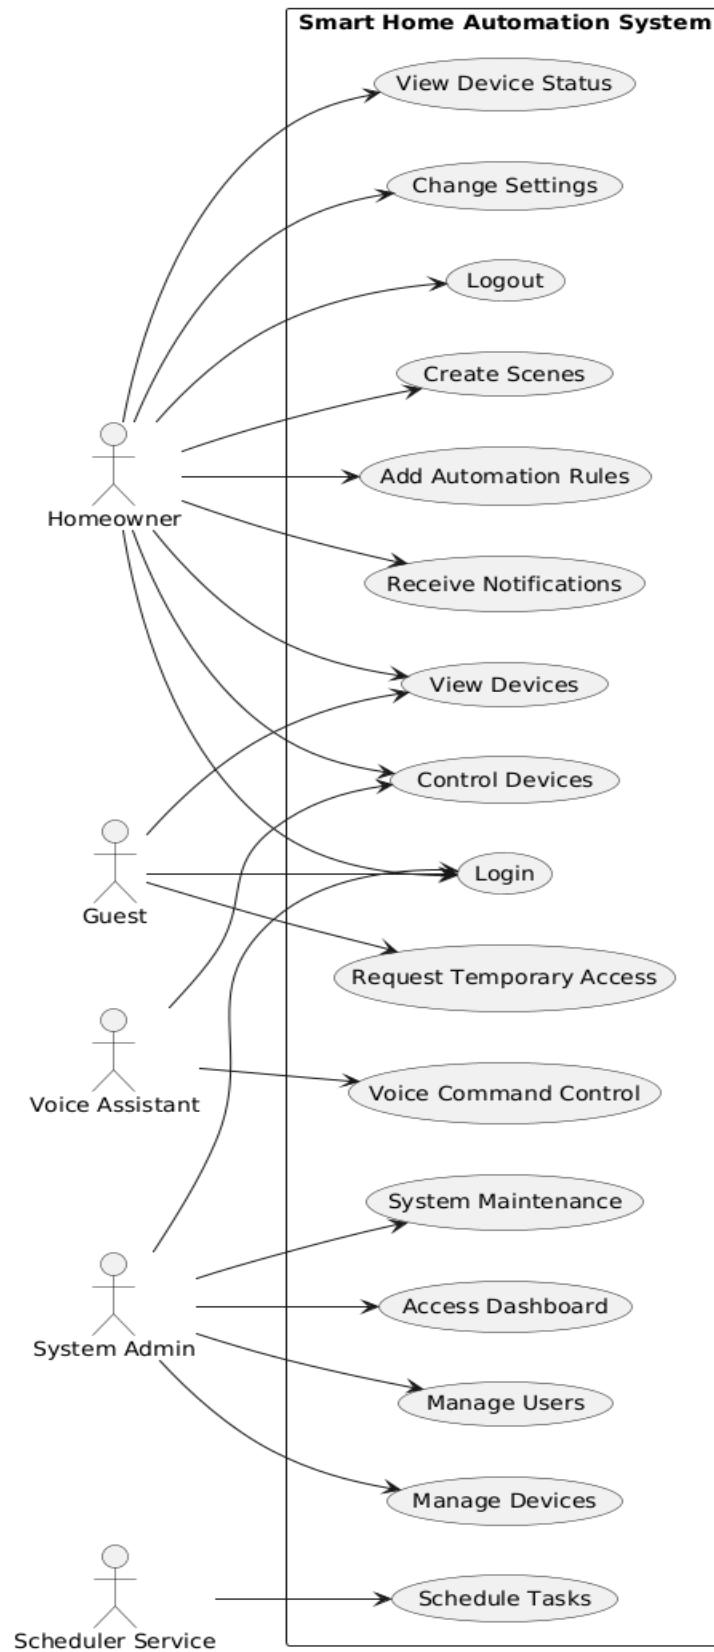 Smart Home Automation System
View Device Status
Change Settings
Logout
Create Scenes
Homeowner
Add Automation Rules
Receive Notifications
View Devices
Control Devices
Login
Guest
Request Temporary Access
Voice Assistant
Voice Command Control
System Maintenance
Access Dashboard
System Admin
Manage Users
Manage Devices
Schedule Tasks
Scheduler Service